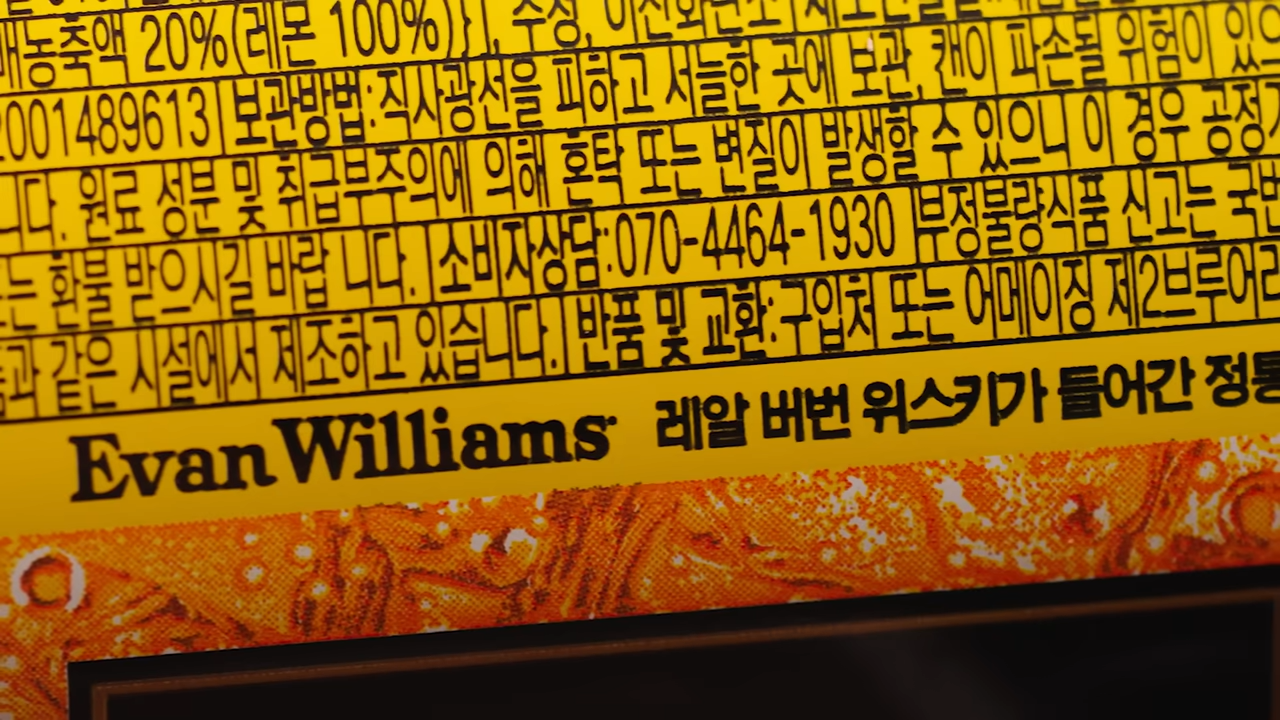 배농축액 20%(레몬 100%)}, 주정, 이산화탄소
2001489613 보관방법:직사광선을 피하고 서늘한 곳에 보관, 캔이 파손될 위험이 있으
니다. 원료 성분 및 취급부주의에 의해 혼탁 또는 변질이 발생할 수 있으니 이 경우 공정
는 환불 받으시길 바랍 니다. 소비자상담:070-4464-1930 부정불량식품 신고는 국번
과 같은 시설에서 제조하고 있습니다. 반품 및 교환:구입처 또는 어메이징 제2브루어리
Evan Williams 레알 버번 위스키가 들어간 정통